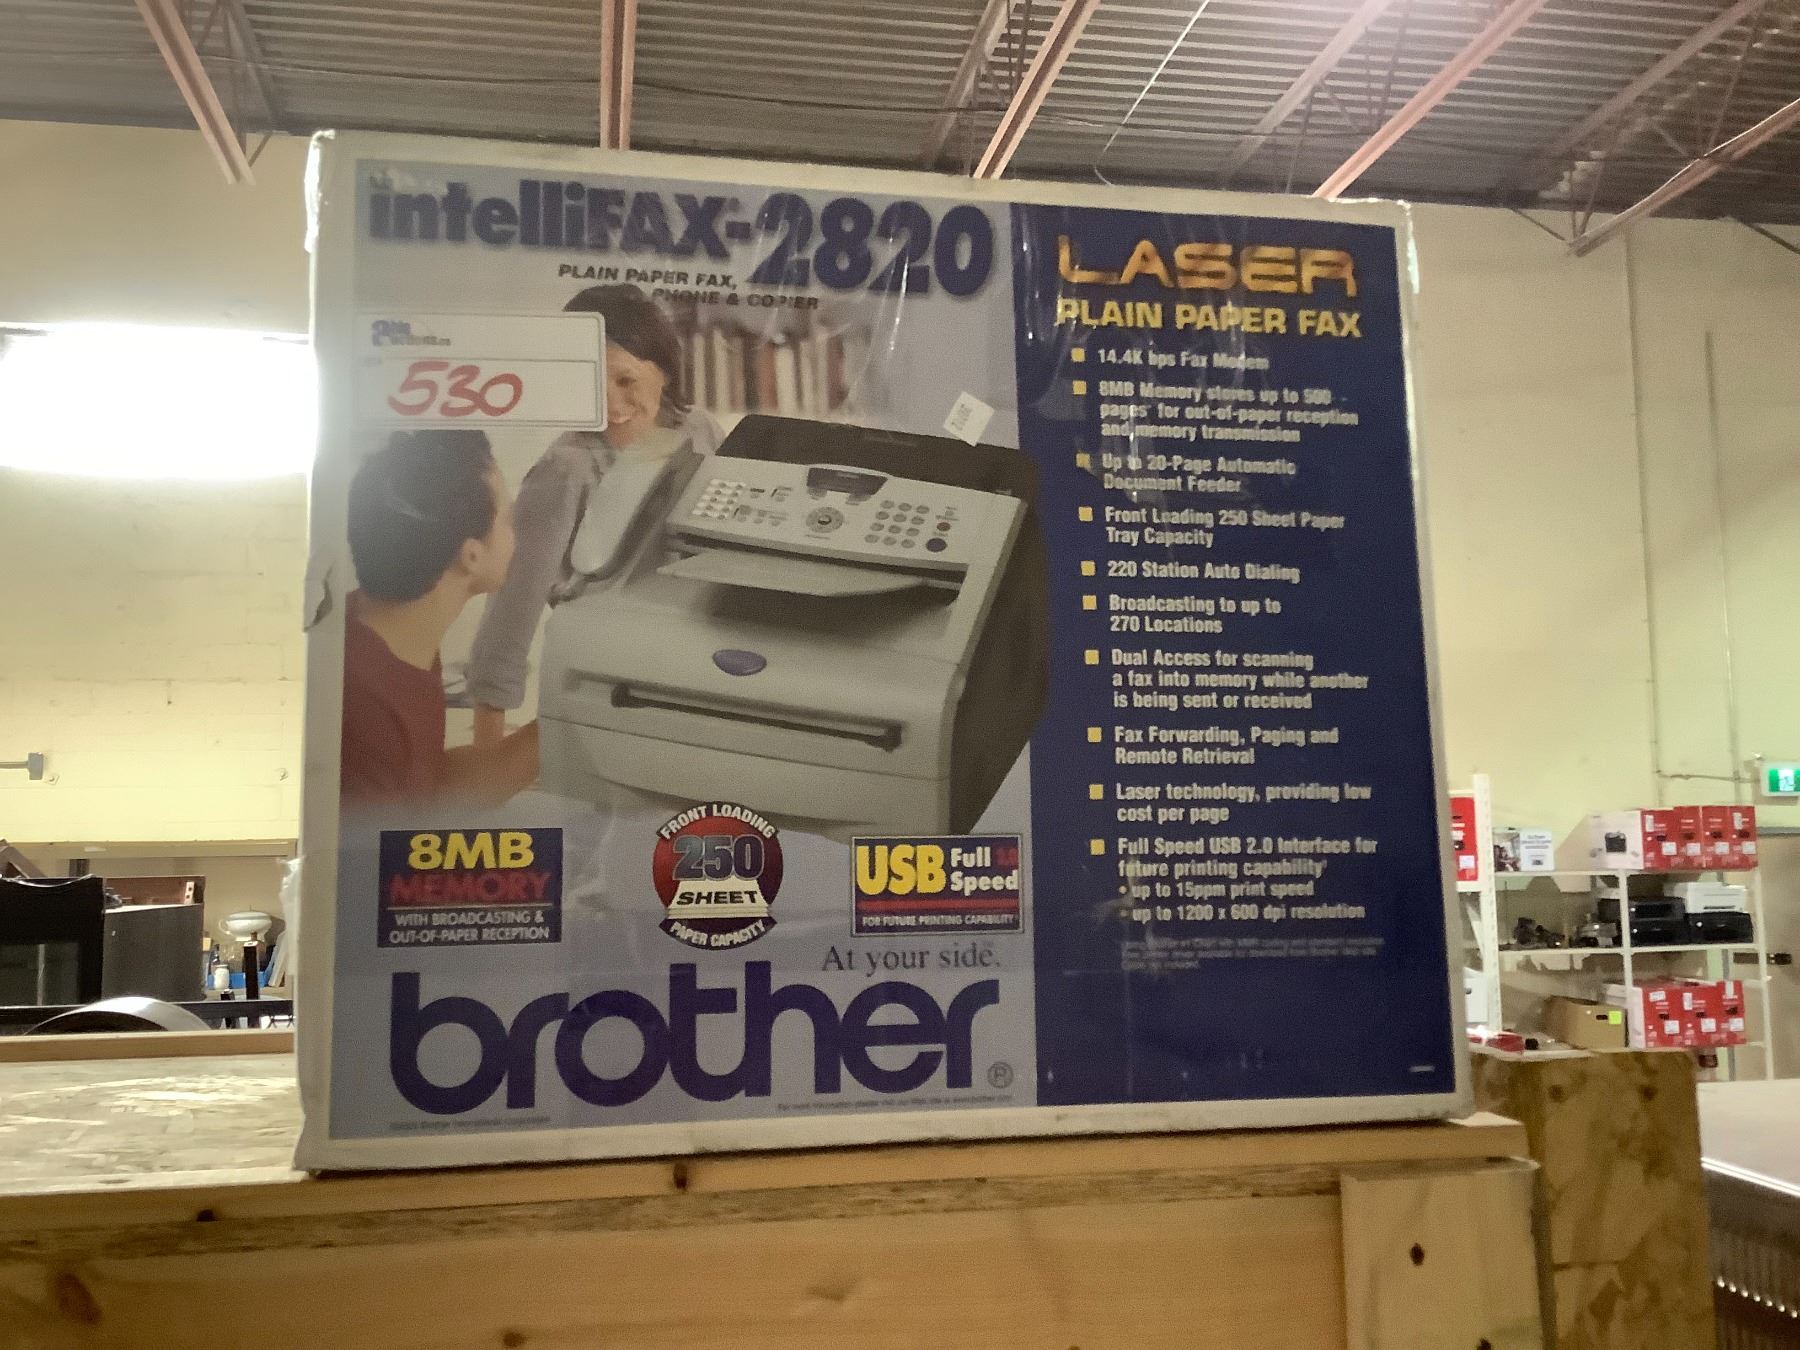 intelliFAX-2820
PLAIN PAPER FAX,
PHONE & COPIER
530
LASER
PLAIN PAPER FAX
14.4K bps Fax Modem
8MB Memory stores up to 500
pages* for out-of-paper reception
and memory transmission
Up to 20-Page Automatic
Document Feeder
Front Loading 250 Sheet Paper
Tray Capacity
220 Station Auto Dialing
Broadcasting to up to
270 Locations
Dual Access for scanning
a fax into memory while another
is being sent or received
Fax Forwarding, Paging and
Remote Retrieval
Laser technology, providing low
cost per page
Full Speed USB 2.0 Interface for
future printing capability†
• up to 15ppm print speed
• up to 1200 x 600 dpi resolution
8MB
MEMORY
WITH BROADCASTING &
OUT-OF-PAPER RECEPTION
FRONT LOADING
250
SHEET
PAPER CAPACITY
USB Full 2.0
Speed
FOR FUTURE PRINTING CAPABILITY†
At your side.
brother®